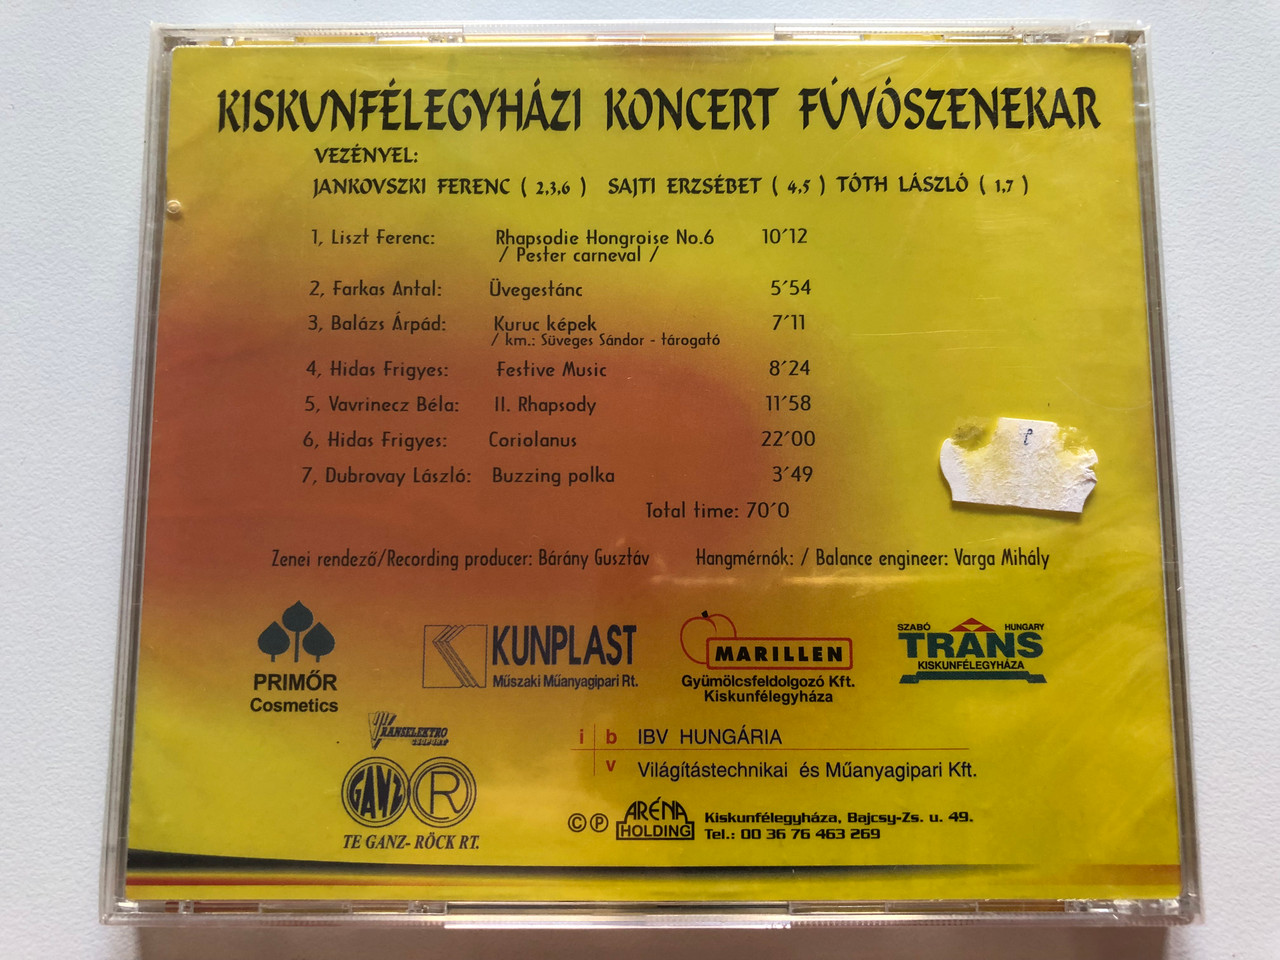 KISKUNFÉLEGYHÁZI KONCERT FÚVÓSZENEKAR
VEZÉNYEL:
JANKOVSZKI FERENC ( 2,3,6 ) SAJTI ERZSÉBET ( 4,5 ) TÓTH LÁSZLÓ ( 1,7 )
1, Liszt Ferenc: Rhapsodie Hongroise No.6 10´12
/ Pester carneval /
2, Farkas Antal: Üvegestánc 5´54
3, Balázs Árpád: Kuruc képek 7´11
/ km.: Süveges Sándor - tárogató
4, Hidas Frigyes: Festive Music 8´24
5, Vavrinecz Béla: II. Rhapsody 11´58
6, Hidas Frigyes: Coriolanus 22´00
7, Dubrovay László: Buzzing polka 3´49
Total time: 70´0
Zenei rendező/Recording producer: Bárány Gusztáv Hangmérnók: / Balance engineer: Varga Mihály
PRIMŐR
Cosmetics
KUNPLAST
Műszaki Műanyagipari Rt.
MARILLEN
Gyümölcsfeldolgozó Kft.
Kiskunfélegyháza
SZABÓ HUNGARY
TRANS
KISKUNFÉLEGYHÁZA
TRANSELEKTRO
CSOPORT
GANZ R
TE GANZ- RÖCK RT.
i b v
IBV HUNGÁRIA
Világítástechnikai és Műanyagipari Kft.
© ℗ ARÉNA HOLDING
Kiskunfélegyháza, Bajcsy-Zs. u. 49.
Tel.: 00 36 76 463 269